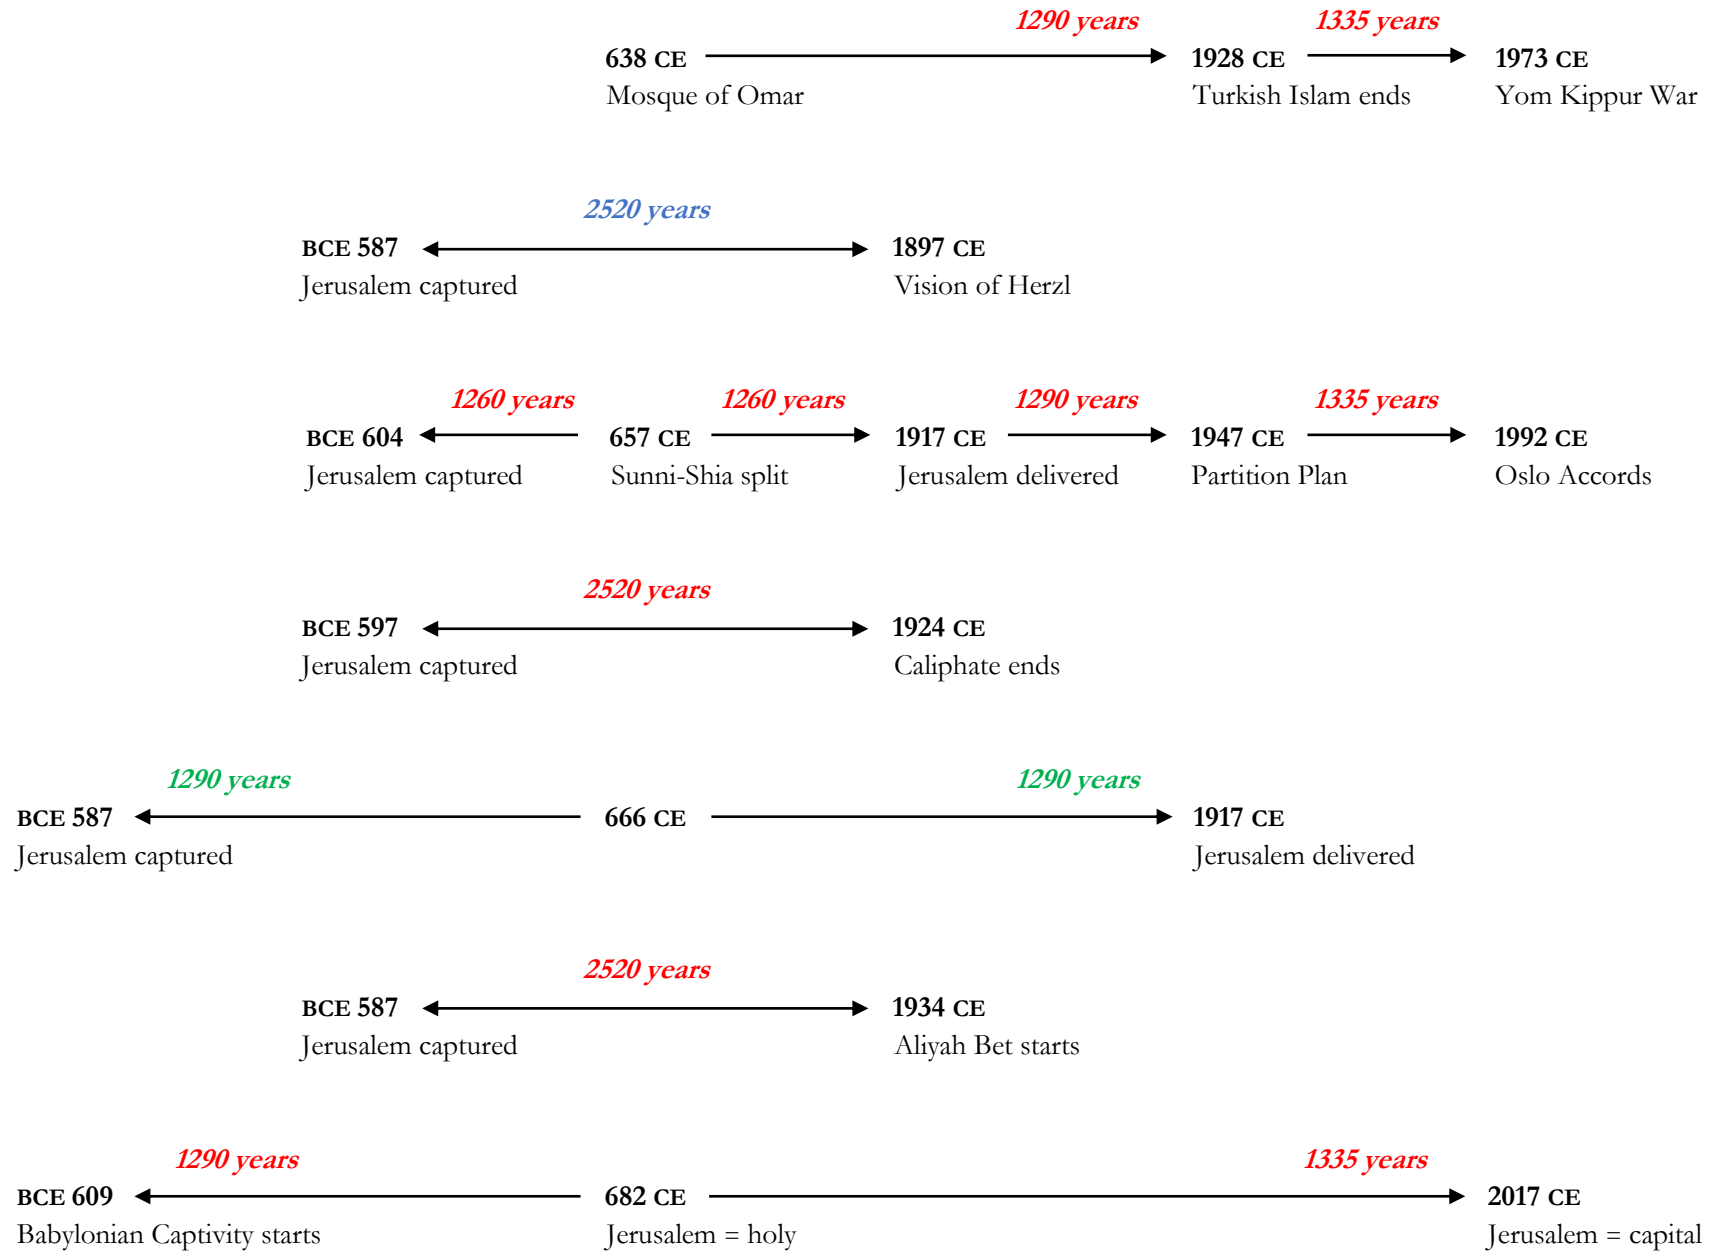 1290 years 1335 years
638 CE 1928 CE 1973 CE
Mosque of Omar Turkish Islam ends Yom Kippur War
2520 years
BCE 587 1897 CE
Jerusalem captured Vision of Herzl
1260 years 1260 years 1290 years 1335 years
BCE 604 657 CE 1917 CE 1947 CE 1992 CE
Jerusalem captured Sunni-Shia split Jerusalem delivered Partition Plan Oslo Accords
2520 years
BCE 597 1924 CE
Jerusalem captured Caliphate ends
1290 years 1290 years
BCE 587 666 CE 1917 CE
Jerusalem captured Jerusalem delivered
2520 years
BCE 587 1934 CE
Jerusalem captured Aliyah Bet starts
1290 years 1335 years
BCE 609 682 CE 2017 CE
Babylonian Captivity starts Jerusalem = holy Jerusalem = capital